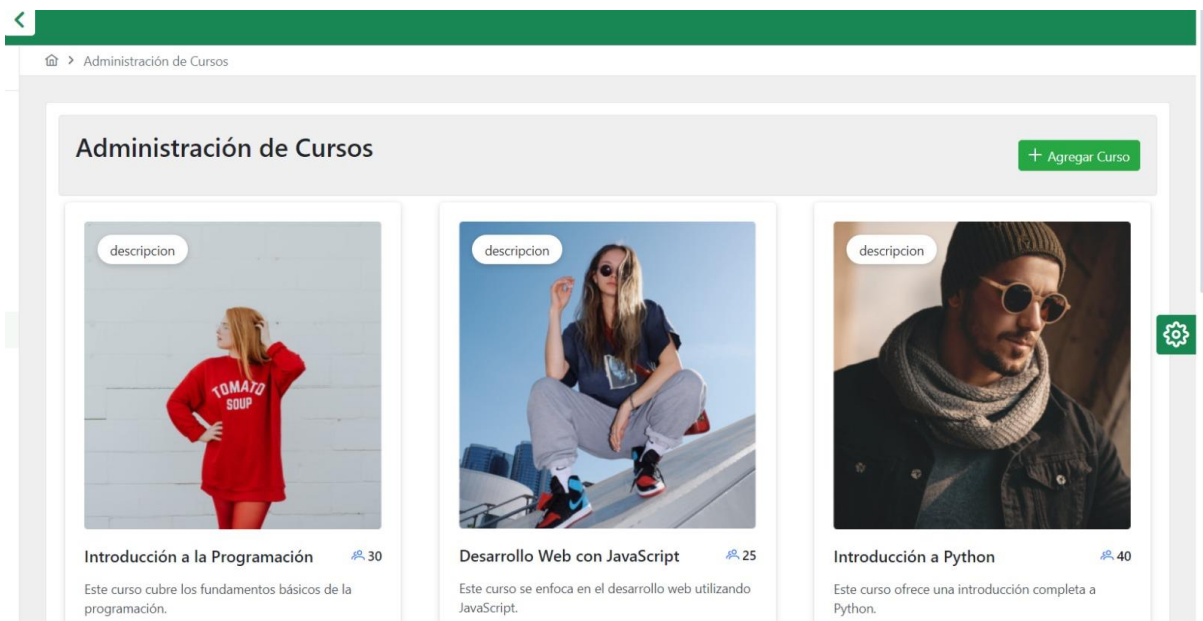 Administración de Cursos
Administración de Cursos
+ Agregar Curso
descripcion
descripcion
descripcion
TOMATO
SOUP
Introducción a la Programación 30
Desarrollo Web con JavaScript 25
Introducción a Python 40
Este curso cubre los fundamentos básicos de la
programación.
Este curso se enfoca en el desarrollo web utilizando
JavaScript.
Este curso ofrece una introducción completa a
Python.